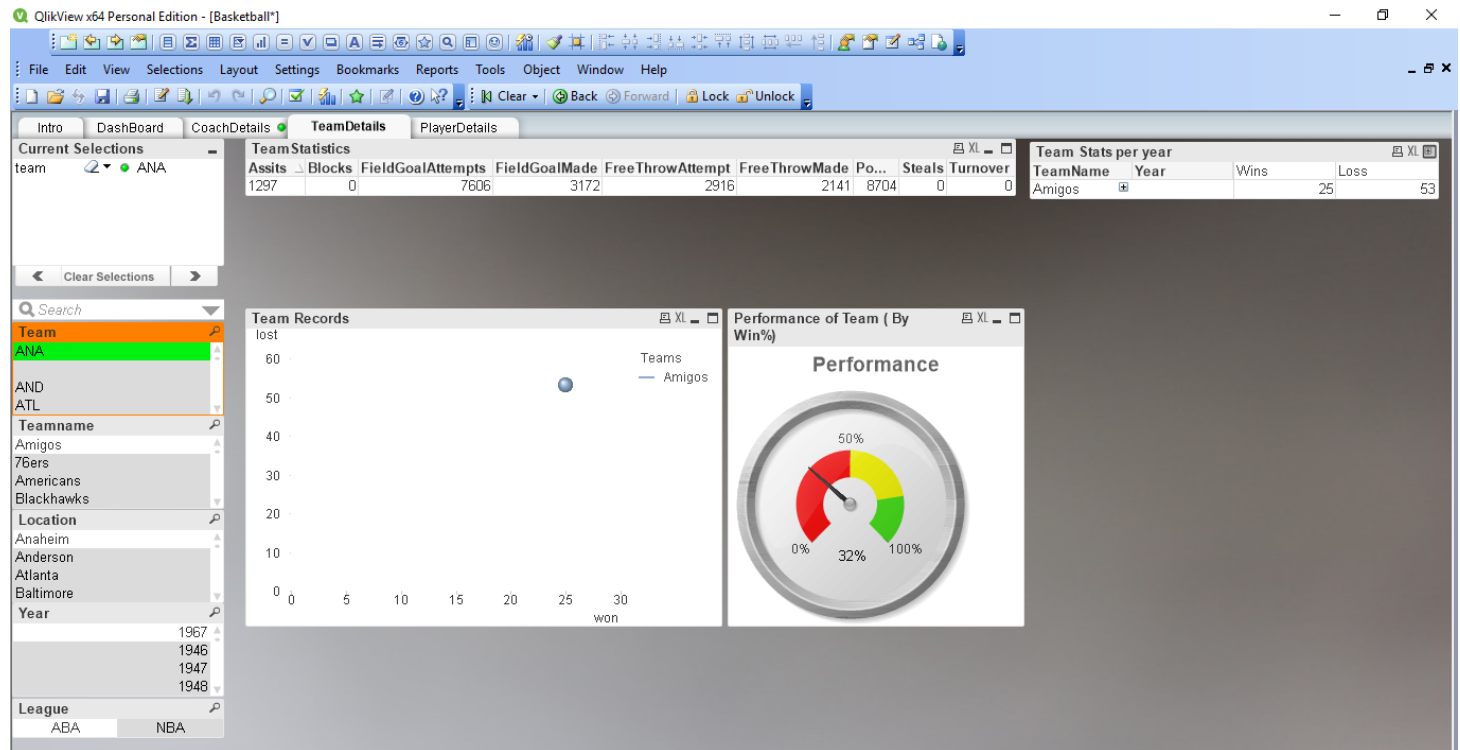 QlikView x64 Personal Edition - [Basketball*]
File Edit View Selections Layout Settings Bookmarks Reports Tools Object Window Help
Clear Back Forward Lock Unlock
Intro DashBoard CoachDetails TeamDetails PlayerDetails
Current Selections
team ANA
Clear Selections
Team Statistics XL
Assits Blocks FieldGoalAttempts FieldGoalMade FreeThrowAttempt FreeThrowMade Po... Steals Turnover
1297 0 7606 3172 2916 2141 8704 0 0
Team Stats per year XL
TeamName Year Wins Loss
Amigos 25 53
Search
Team
ANA
AND
ATL
Teamname
Amigos
76ers
Americans
Blackhawks
Location
Anaheim
Anderson
Atlanta
Baltimore
Year
1967
1946
1947
1948
League
ABA NBA
Team Records XL
lost
60
50
40
30
20
10
0
0 5 10 15 20 25 30
won
Teams
Amigos
Performance of Team ( By XL
Win%)
Performance
50%
0% 100%
32%